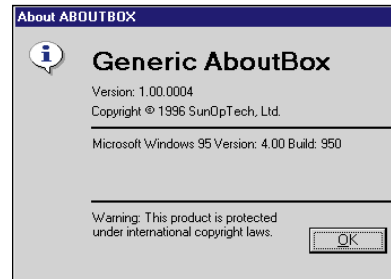 About ABOUTBOX
Generic AboutBox
Version: 1.00.0004
Copyright © 1996 SunOpTech, Ltd.
Microsoft Windows 95 Version: 4.00 Build: 950
Warning: This product is protected
under international copyright laws.
OK